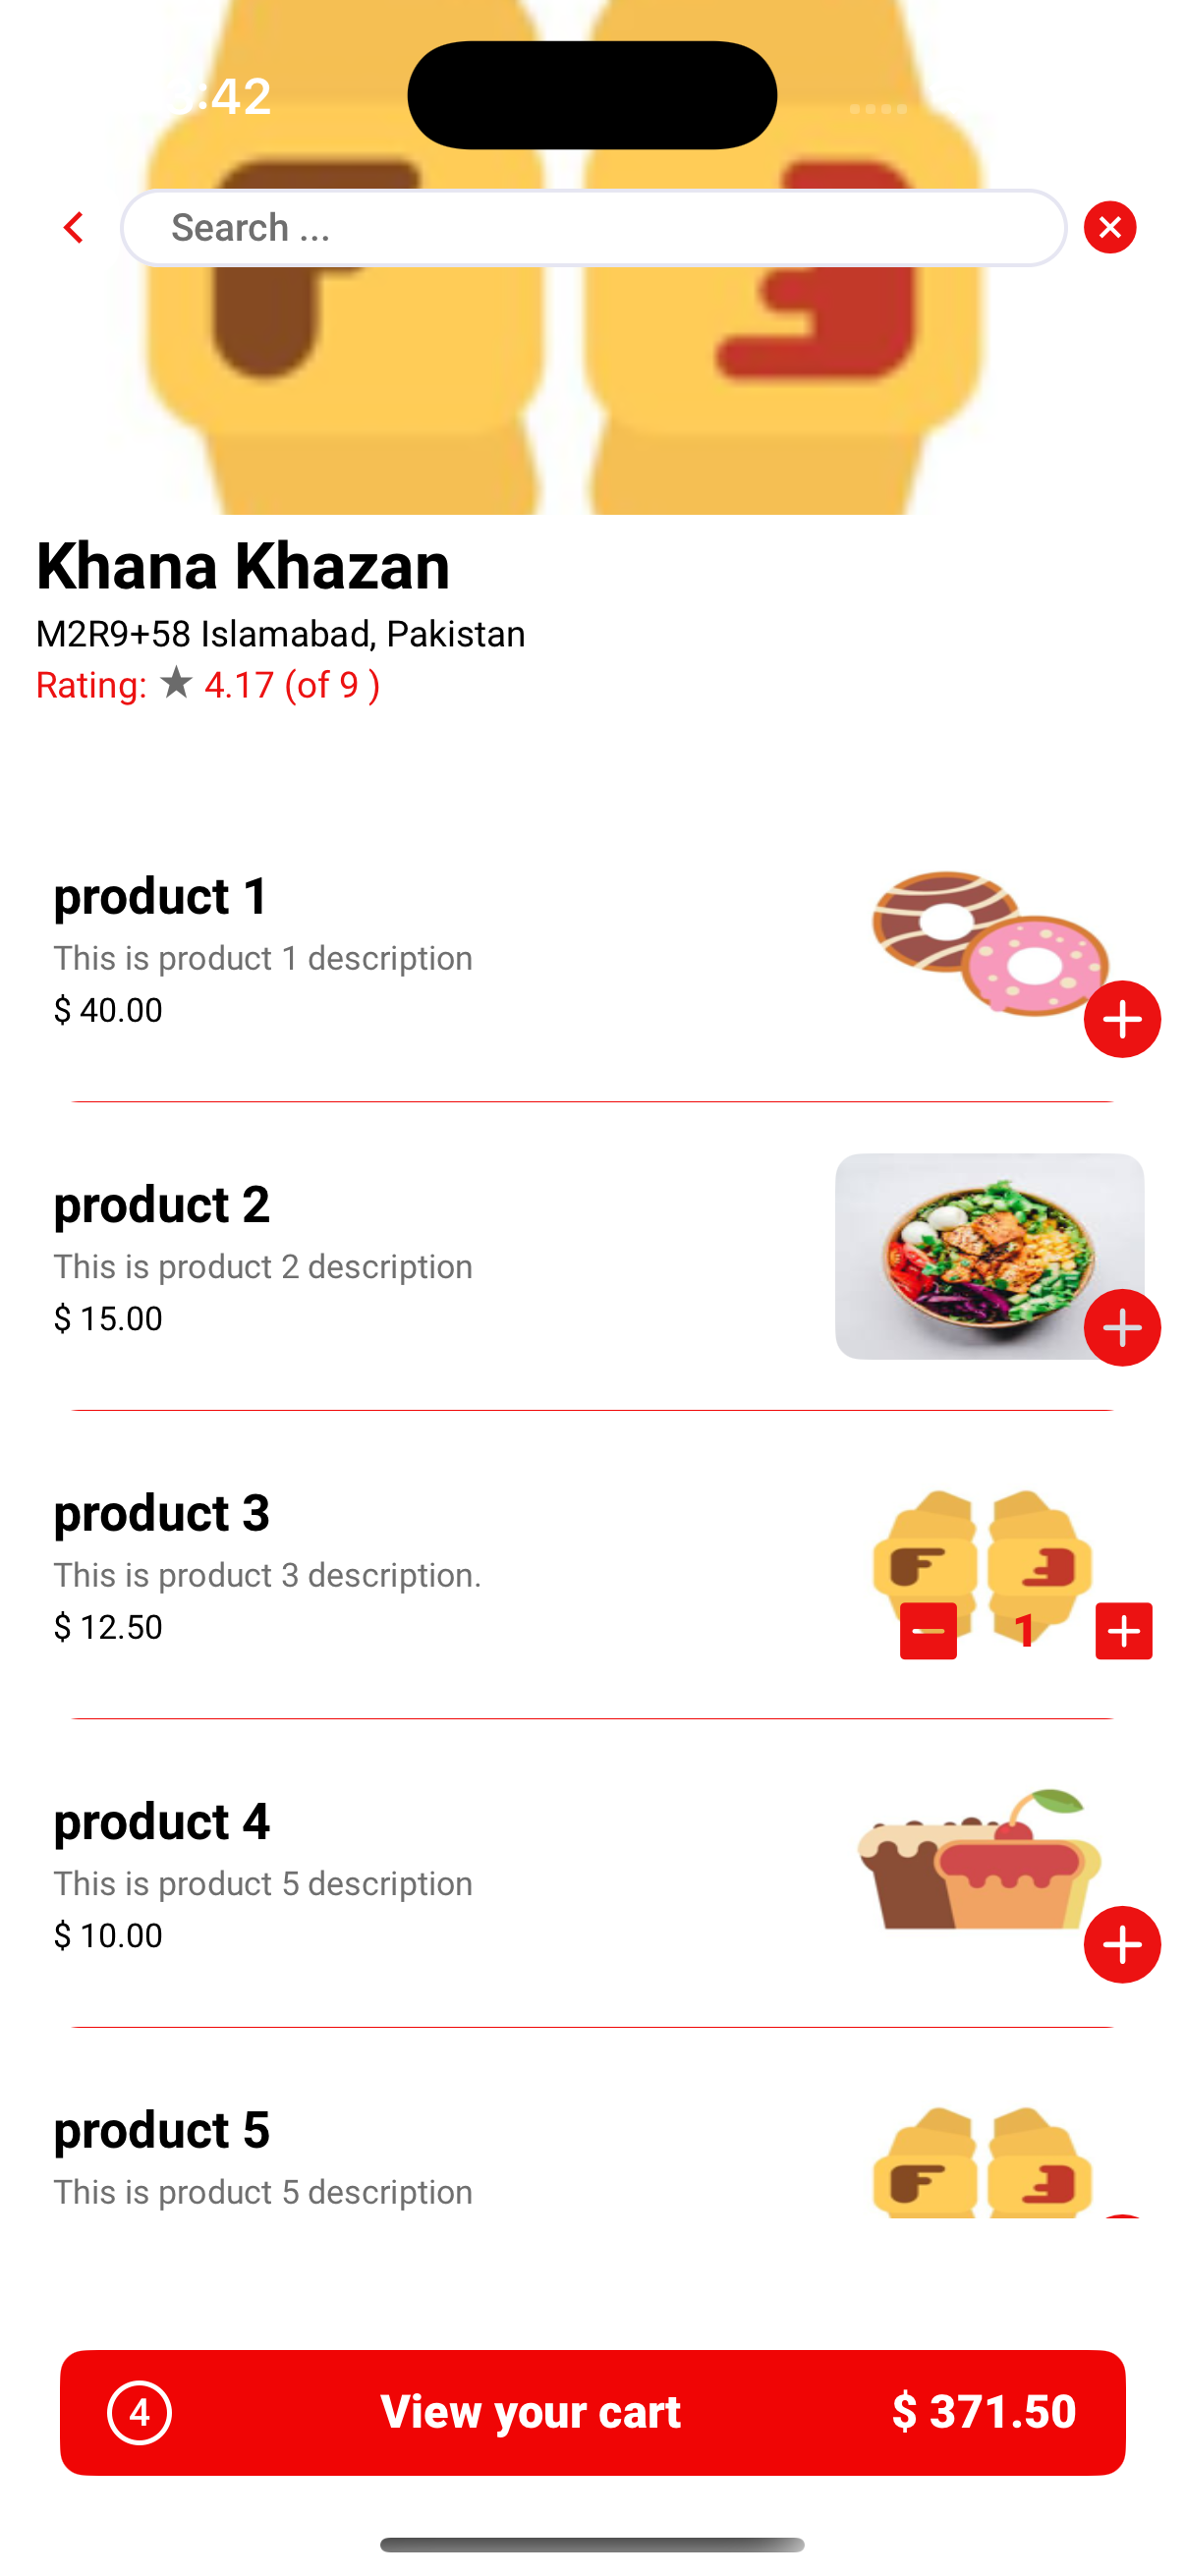 :42
Search ...
Khana Khazan
M2R9+58 Islamabad, Pakistan
Rating: ★ 4.17 (of 9 )
product 1
This is product 1 description
$ 40.00
product 2
This is product 2 description
$ 15.00
product 3
This is product 3 description.
$ 12.50
1
product 4
This is product 5 description
$ 10.00
product 5
This is product 5 description
4 View your cart $ 371.50